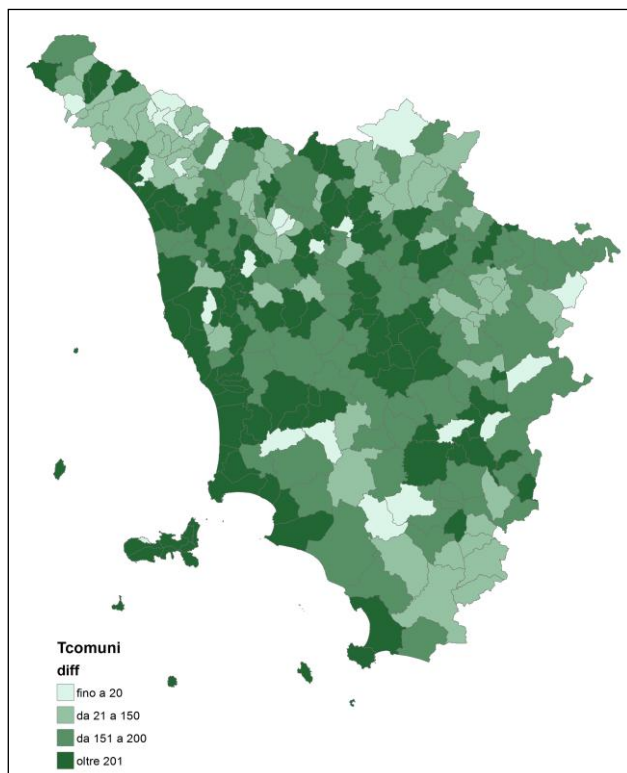 Tcomuni
diff
fino a 20
da 21 a 150
da 151 a 200
oltre 201